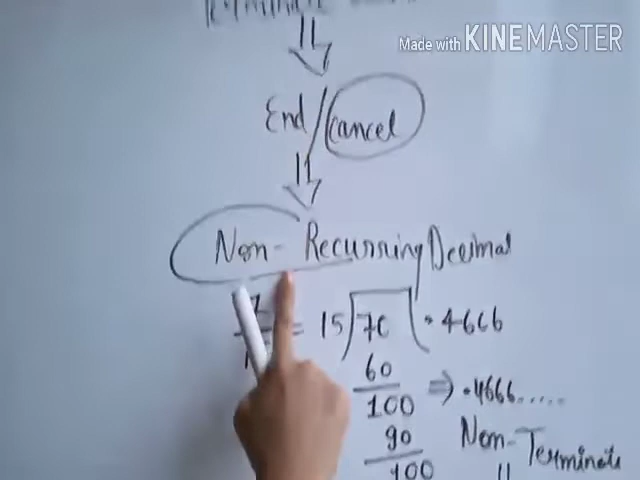 Made with KINEMASTER
End/cancel
Non-Recurring Decimal
= 15 70 .4666
60
100 ⇒ .4666.....
90
100
Non-Terminate